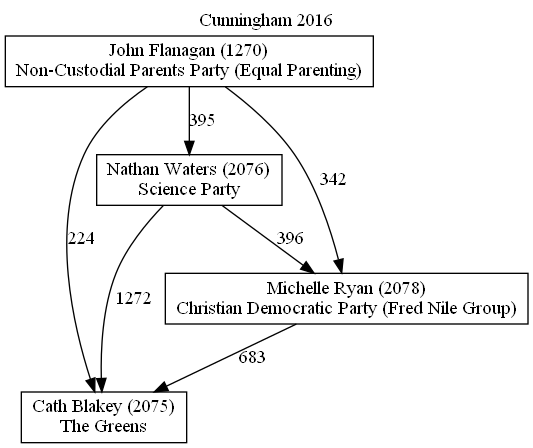 Cunningham 2016
John Flanagan (1270)
Non-Custodial Parents Party (Equal Parenting)
395
Nathan Waters (2076)
Science Party
342
224
396
1272
Michelle Ryan (2078)
Christian Democratic Party (Fred Nile Group)
683
Cath Blakey (2075)
The Greens